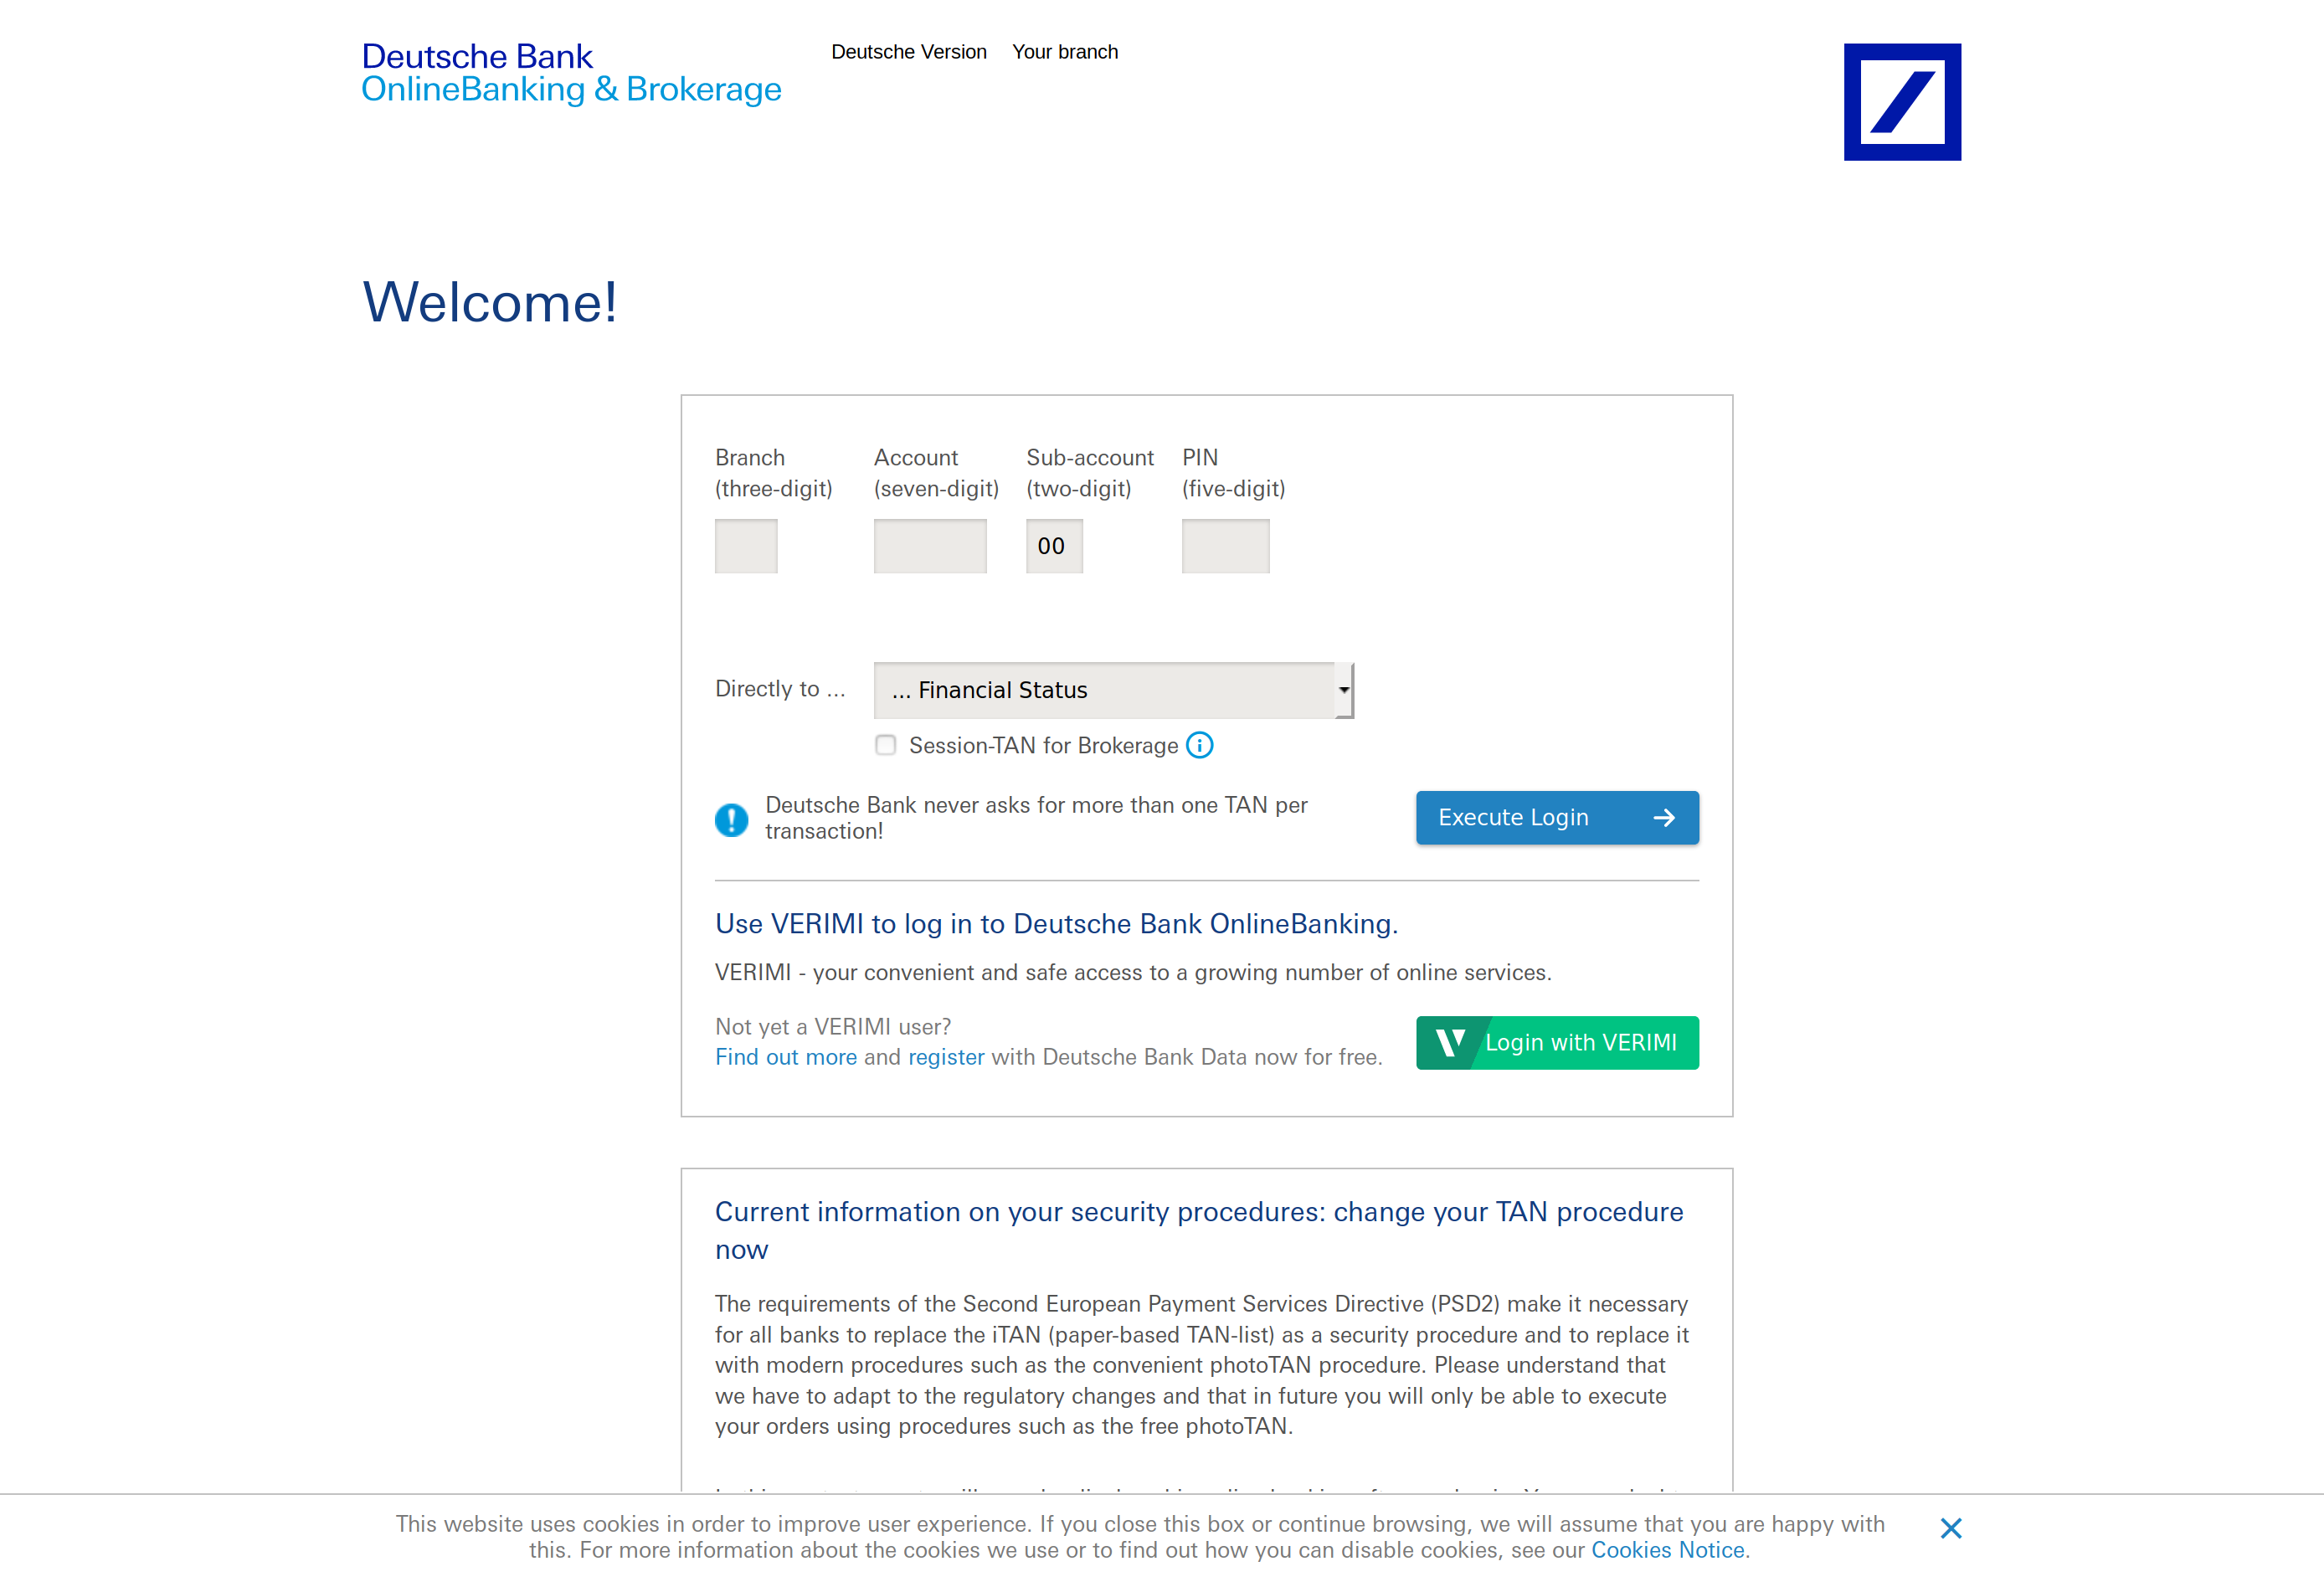 Deutsche Bank
OnlineBanking & Brokerage
Deutsche Version Your branch
Welcome!
Branch
(three-digit)
Account
(seven-digit)
Sub-account
(two-digit)
PIN
(five-digit)
00
Directly to ...
... Financial Status
Session-TAN for Brokerage
Deutsche Bank never asks for more than one TAN per
transaction!
Execute Login
Use VERIMI to log in to Deutsche Bank OnlineBanking.
VERIMI - your convenient and safe access to a growing number of online services.
Not yet a VERIMI user?
Find out more and register with Deutsche Bank Data now for free.
Login with VERIMI
Current information on your security procedures: change your TAN procedure
now
The requirements of the Second European Payment Services Directive (PSD2) make it necessary
for all banks to replace the iTAN (paper-based TAN-list) as a security procedure and to replace it
with modern procedures such as the convenient photoTAN procedure. Please understand that
we have to adapt to the regulatory changes and that in future you will only be able to execute
your orders using procedures such as the free photoTAN.
This website uses cookies in order to improve user experience. If you close this box or continue browsing, we will assume that you are happy with
this. For more information about the cookies we use or to find out how you can disable cookies, see our Cookies Notice.